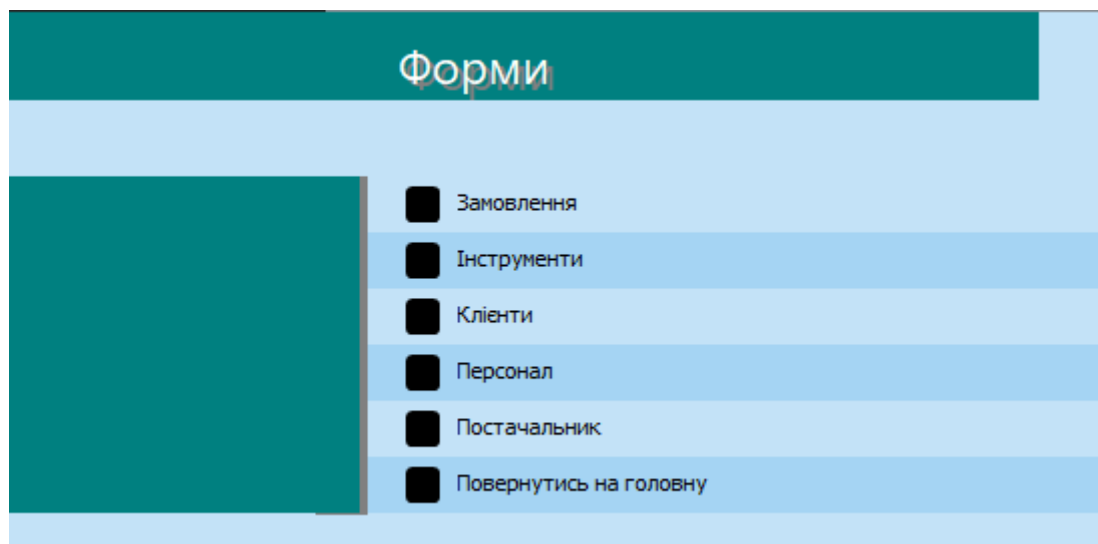 Форми
Замовлення
Інструменти
Клієнти
Персонал
Постачальник
Повернутись на головну